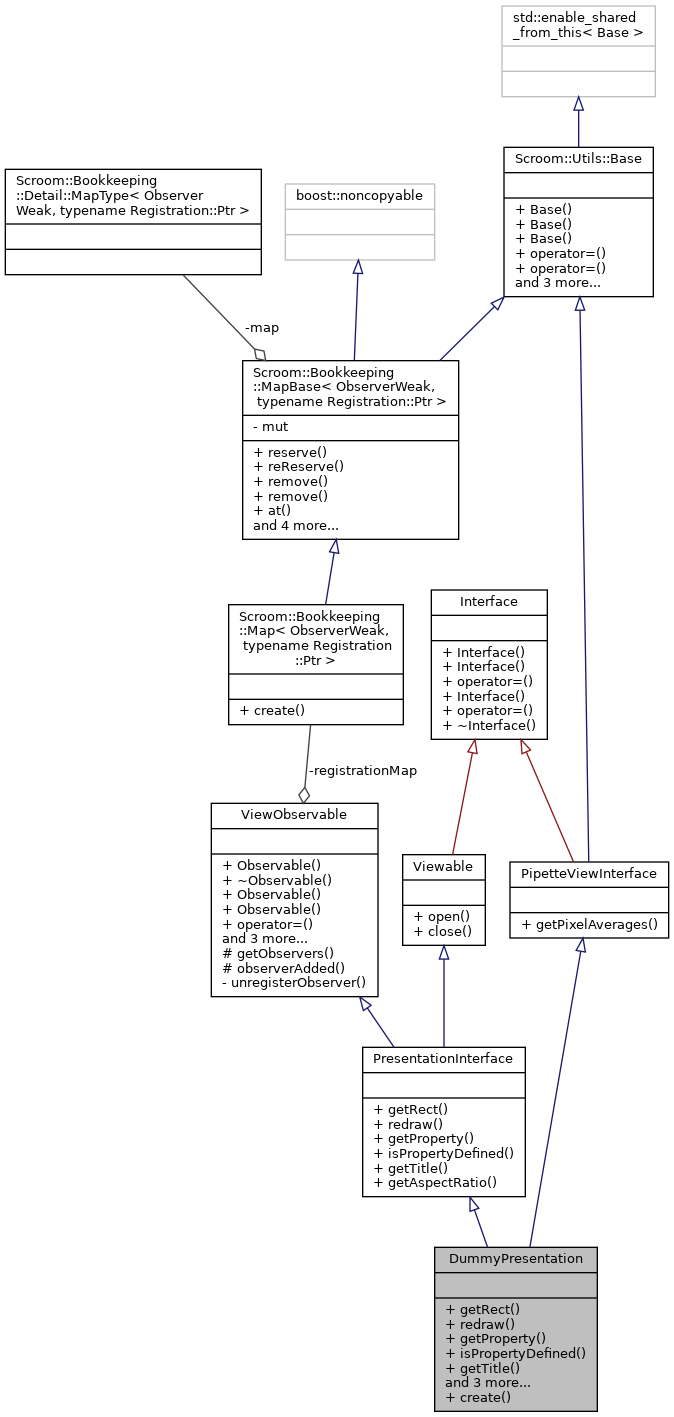 std::enable_shared
_from_this< Base >
Scroom::Utils::Base
+ Base()
+ Base()
+ Base()
+ operator=()
+ operator=()
and 3 more...
Scroom::Bookkeeping
::Detail::MapType< Observer
Weak, typename Registration::Ptr >
boost::noncopyable
-map
Scroom::Bookkeeping
::MapBase< ObserverWeak,
typename Registration::Ptr >
- mut
+ reserve()
+ reReserve()
+ remove()
+ remove()
+ at()
and 4 more...
Scroom::Bookkeeping
::Map< ObserverWeak,
typename Registration
::Ptr >
+ create()
Interface
+ Interface()
+ Interface()
+ operator=()
+ Interface()
+ operator=()
+ ~Interface()
-registrationMap
ViewObservable
+ Observable()
+ ~Observable()
+ Observable()
+ Observable()
+ operator=()
and 3 more...
# getObservers()
# observerAdded()
- unregisterObserver()
Viewable
+ open()
+ close()
PipetteViewInterface
+ getPixelAverages()
PresentationInterface
+ getRect()
+ redraw()
+ getProperty()
+ isPropertyDefined()
+ getTitle()
+ getAspectRatio()
DummyPresentation
+ getRect()
+ redraw()
+ getProperty()
+ isPropertyDefined()
+ getTitle()
and 3 more...
+ create()